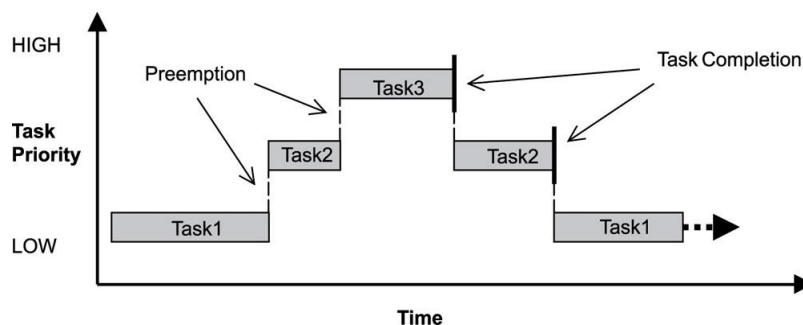 HIGH
Preemption
Task Completion
Task3
Task
Priority
Task2
Task2
Task1
Task1
LOW
Time